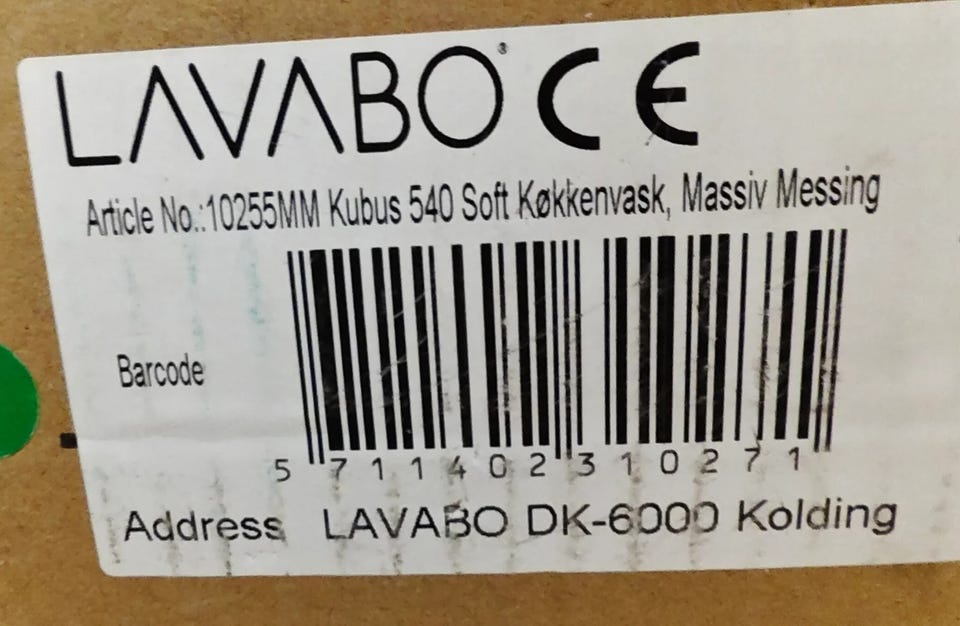 LAVABO® CE
Article No.:10255MM Kubus 540 Soft Køkkenvask, Massiv Messing
Barcode
5 711402 310271
Address LAVABO DK-6000 Kolding